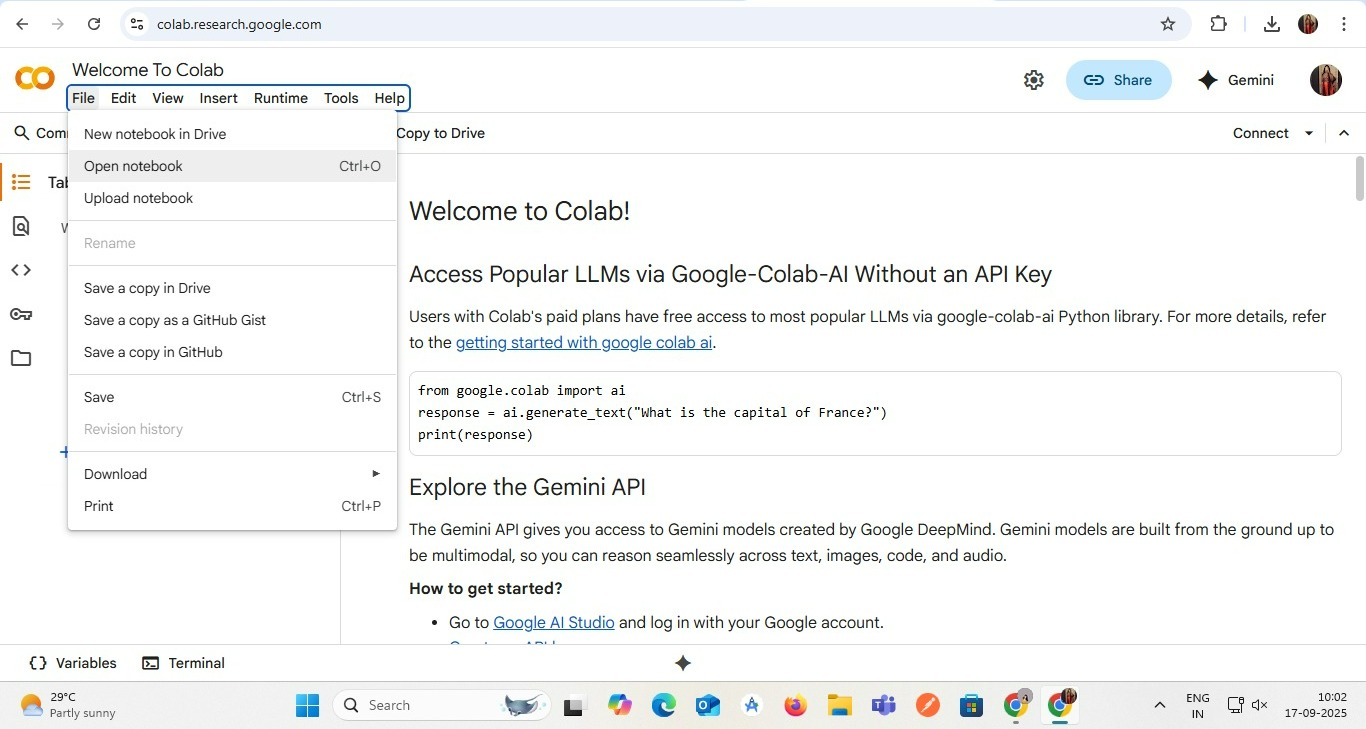 colab.research.google.com
Welcome To Colab
File Edit View Insert Runtime Tools Help
Share
Gemini
Copy to Drive
Connect
New notebook in Drive
Open notebook Ctrl+O
Upload notebook
Rename
Save a copy in Drive
Save a copy as a GitHub Gist
Save a copy in GitHub
Save Ctrl+S
Revision history
Download
Print Ctrl+P
Welcome to Colab!
Access Popular LLMs via Google-Colab-AI Without an API Key
Users with Colab's paid plans have free access to most popular LLMs via google-colab-ai Python library. For more details, refer
to the getting started with google colab ai.
from google.colab import ai
response = ai.generate_text("What is the capital of France?")
print(response)
Explore the Gemini API
The Gemini API gives you access to Gemini models created by Google DeepMind. Gemini models are built from the ground up to
be multimodal, so you can reason seamlessly across text, images, code, and audio.
How to get started?
• Go to Google AI Studio and log in with your Google account.
Variables
Terminal
29°C
Partly sunny
Search
ENG
IN
10:02
17-09-2025